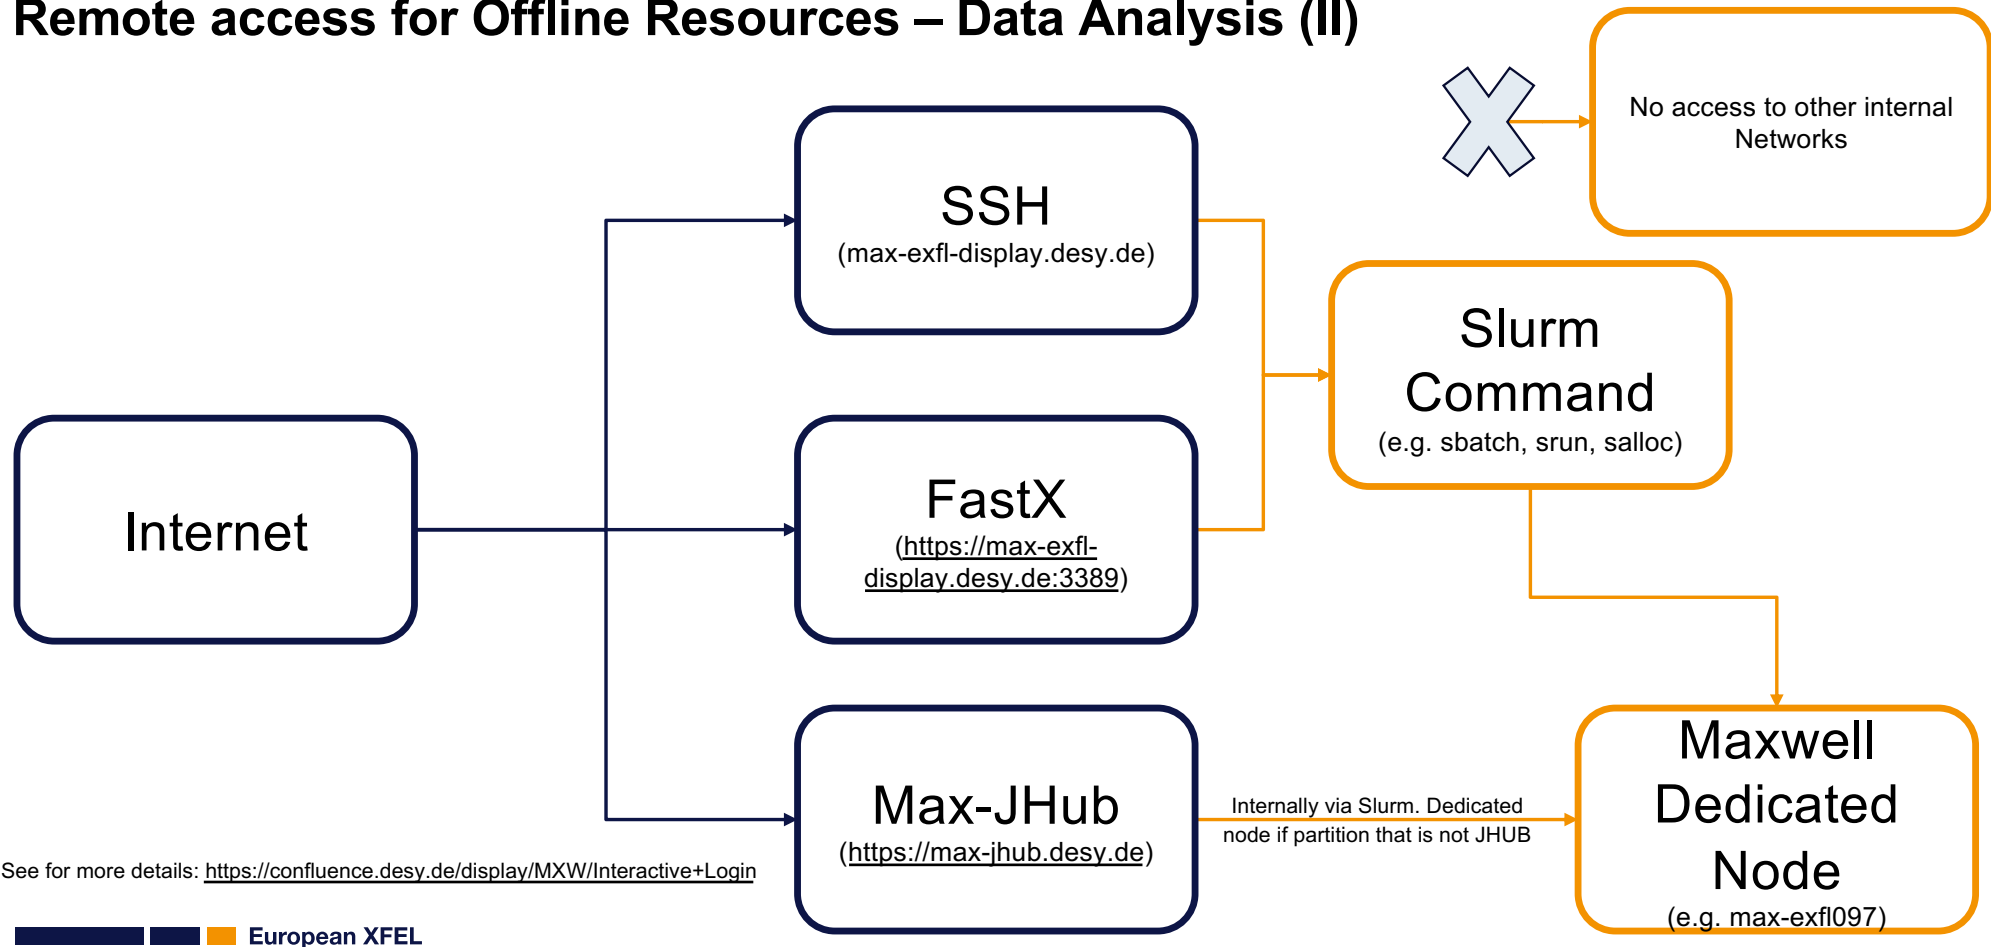 Remote access for Offline Resources – Data Analysis (II)
No access to other internal
Networks
SSH
(max-exfl-display.desy.de)
Slurm
Command
(e.g. sbatch, srun, salloc)
Internet
FastX
(https://max-exfl-
display.desy.de:3389)
Max-JHub
(https://max-jhub.desy.de)
Internally via Slurm. Dedicated
node if partition that is not JHUB
Maxwell
Dedicated
Node
(e.g. max-exfl097)
See for more details: https://confluence.desy.de/display/MXW/Interactive+Login
European XFEL